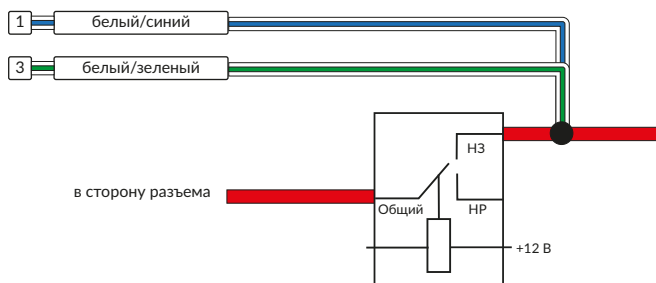 1 белый/синий
3 белый/зеленый
НЗ
в сторону разъема
Общий НР
+12 В